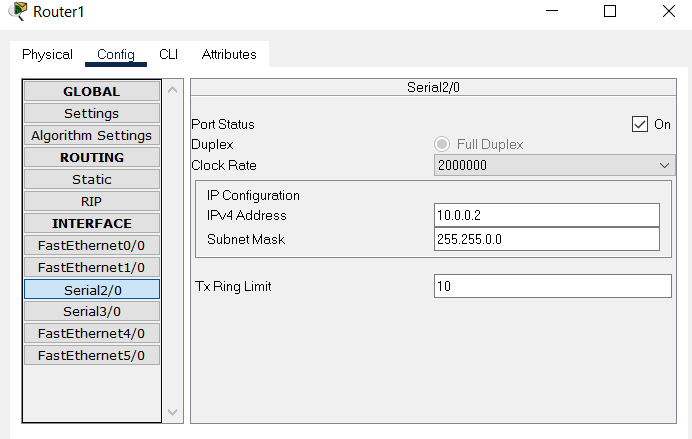 Router1
Physical Config CLI Attributes
GLOBAL
Settings
Algorithm Settings
ROUTING
Static
RIP
INTERFACE
FastEthernet0/0
FastEthernet1/0
Serial2/0
Serial3/0
FastEthernet4/0
FastEthernet5/0
Serial2/0
Port Status On
Duplex Full Duplex
Clock Rate 2000000
IP Configuration
IPv4 Address 10.0.0.2
Subnet Mask 255.255.0.0
Tx Ring Limit 10